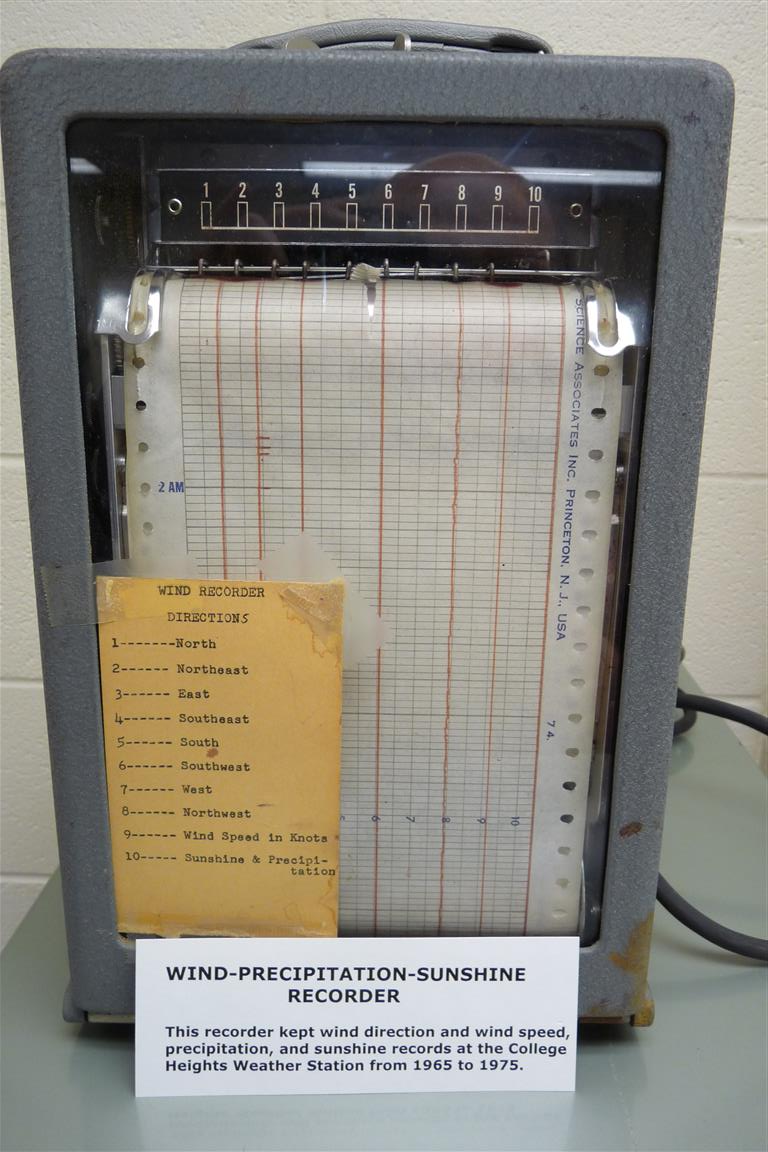 1 2 3 4 5 6 7 8 9 10
SCIENCE ASSOCIATES INC. PRINCETON, N. J., USA
2 AM
74.
5 6 7 8 9 10
WIND RECORDER
DIRECTIONS
1-------North
2------ Northeast
3------ East
4------ Southeast
5------ South
6------ Southwest
7------ West
8------ Northwest
9------ Wind Speed in Knots
10----- Sunshine & Precipi-
tation
WIND-PRECIPITATION-SUNSHINE
RECORDER
This recorder kept wind direction and wind speed,
precipitation, and sunshine records at the College
Heights Weather Station from 1965 to 1975.